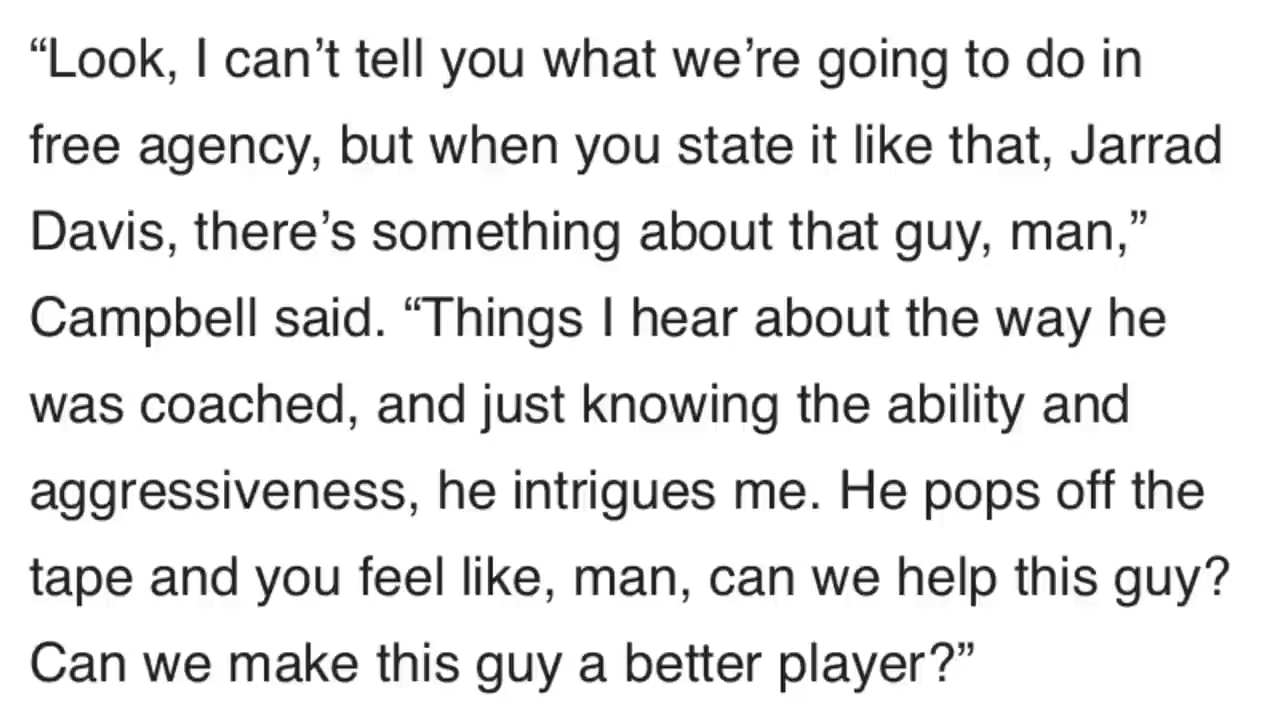 “Look, I can’t tell you what we’re going to do in
free agency, but when you state it like that, Jarrad
Davis, there’s something about that guy, man,”
Campbell said. “Things I hear about the way he
was coached, and just knowing the ability and
aggressiveness, he intrigues me. He pops off the
tape and you feel like, man, can we help this guy?
Can we make this guy a better player?”